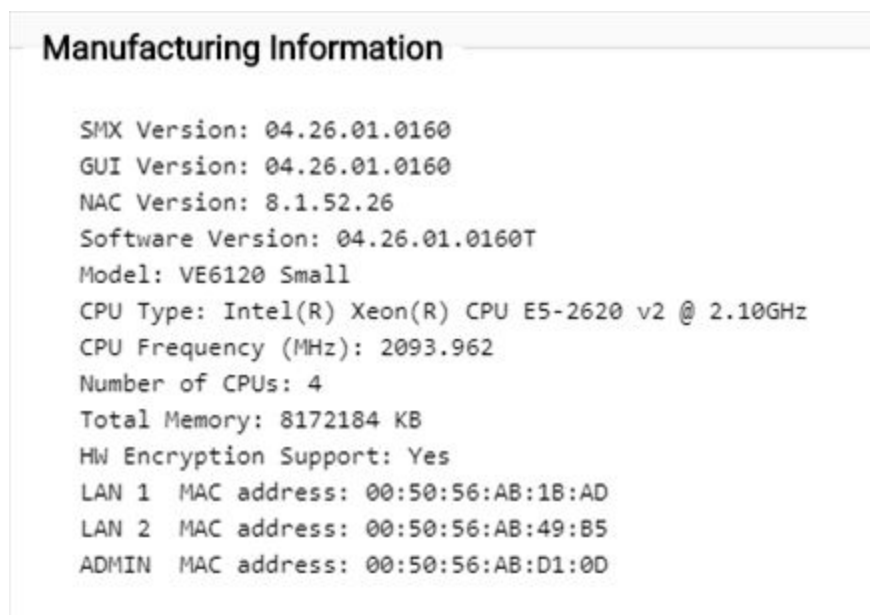 Manufacturing Information
SMX Version: 04.26.01.0160
GUI Version: 04.26.01.0160
NAC Version: 8.1.52.26
Software Version: 04.26.01.0160T
Model: VE6120 Small
CPU Type: Intel(R) Xeon(R) CPU E5-2620 v2 @ 2.10GHz
CPU Frequency (MHz): 2093.962
Number of CPUs: 4
Total Memory: 8172184 KB
HW Encryption Support: Yes
LAN 1  MAC address: 00:50:56:AB:1B:AD
LAN 2  MAC address: 00:50:56:AB:49:B5
ADMIN  MAC address: 00:50:56:AB:D1:0D